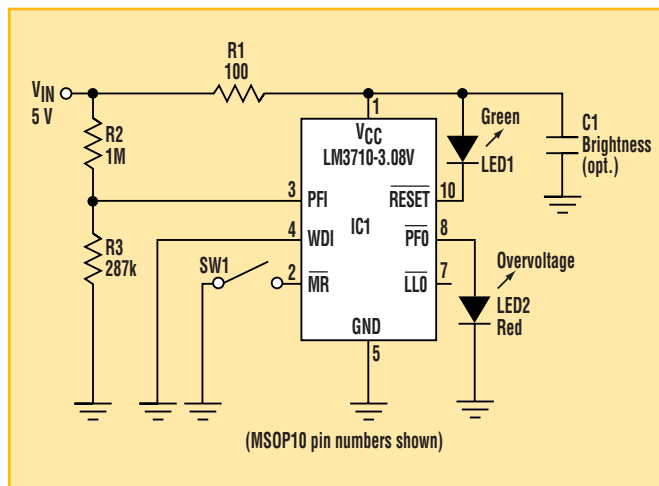 R1
100
VIN
5 V
R2
1M
R3
287k
1
VCC
LM3710-3.08V
3
PFI
RESET
10
Green
LED1
C1
Brightness
(opt.)
4
WDI
IC1
PFO
8
SW1
2
MR
LLO
7
Overvoltage
LED2
Red
GND
5
(MSOP10 pin numbers shown)